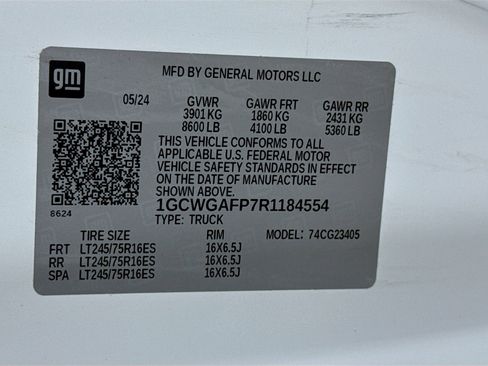 gm
MFD BY GENERAL MOTORS LLC
05/24 GVWR GAWR FRT GAWR RR
3901 KG 1860 KG 2431 KG
8600 LB 4100 LB 5360 LB
THIS VEHICLE CONFORMS TO ALL
APPLICABLE U.S. FEDERAL MOTOR
VEHICLE SAFETY STANDARDS IN EFFECT
ON THE DATE OF MANUFACTURE
SHOWN ABOVE.
1GCWGAFP7R1184554
8624 TYPE: TRUCK
TIRE SIZE RIM MODEL: 74CG23405
FRT LT245/75R16ES 16X6.5J
RR LT245/75R16ES 16X6.5J
SPA LT245/75R16ES 16X6.5J